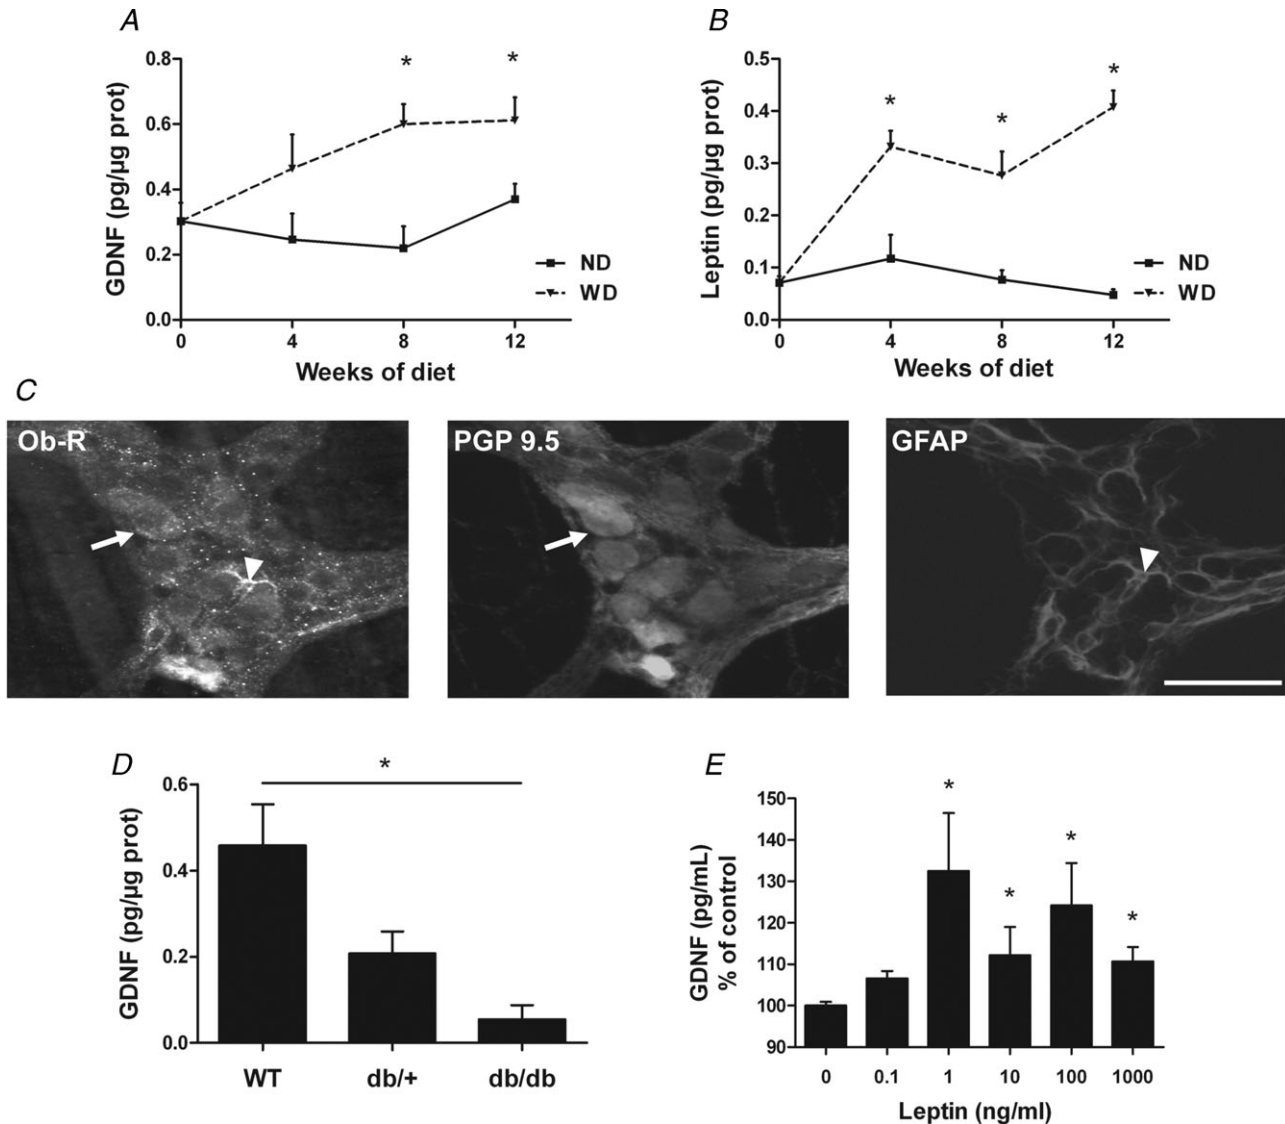 A
GDNF (pg/µg prot)
0.8
0.6
0.4
0.2
0.0
* *
0 4 8 12
Weeks of diet
ND
WD
B
Leptin (pg/µg prot)
0.5
0.4
0.3
0.2
0.1
0.0
* * *
0 4 8 12
Weeks of diet
ND
WD
C
Ob-R
PGP 9.5
GFAP
D
GDNF (pg/µg prot)
0.6
0.4
0.2
0.0
*
WT db/+ db/db
E
GDNF (pg/mL)
% of control
150
140
130
120
110
100
90
* * * *
0 0.1 1 10 100 1000
Leptin (ng/ml)